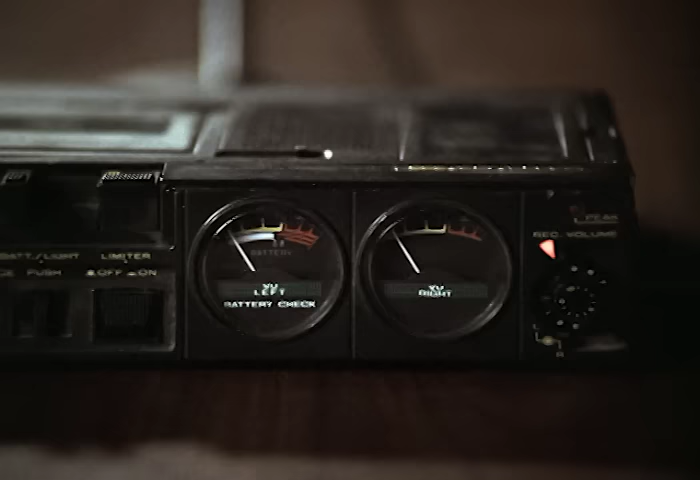 BATT./LIGHT LIMITER
PUSH OFF ON
BATTERY
VU
LEFT
BATTERY CHECK
VU
RIGHT
PEAK
REC. VOLUME